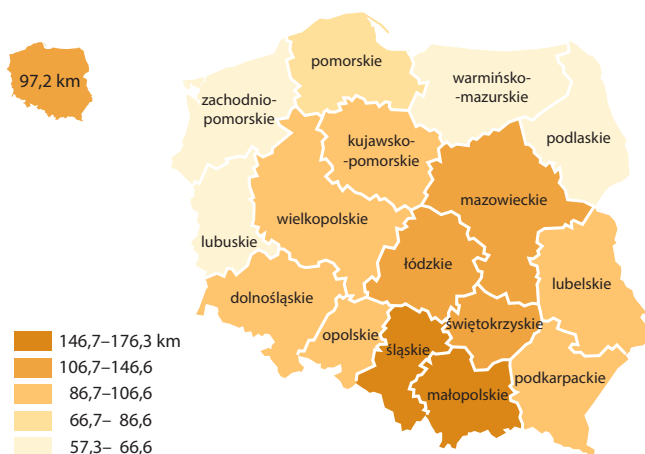 97,2 km
pomorskie
warmińsko-
-mazurskie
zachodnio-
pomorskie
podlaskie
kujawsko-
-pomorskie
mazowieckie
wielkopolskie
lubuskie
łódzkie
lubelskie
dolnośląskie
opolskie
śląskie
świętokrzyskie
małopolskie
podkarpackie
146,7–176,3 km
106,7–146,6
86,7–106,6
66,7– 86,6
57,3– 66,6